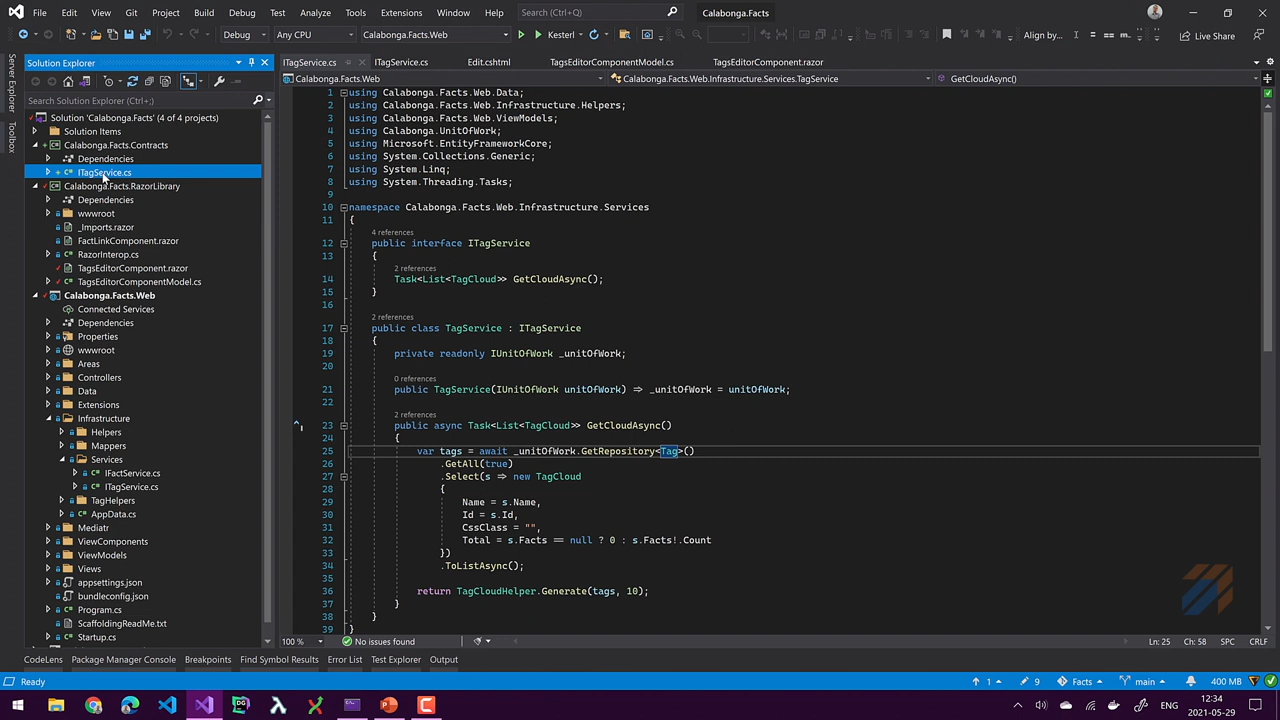 File Edit View Git Project Build Debug Test Analyze Tools Extensions Window Help Search (Ctrl+Q) Calabonga.Facts
Debug Any CPU Calabonga.Facts.Web Kesterl Align by... Live Share
Server Explorer
Toolbox
Solution Explorer
Search Solution Explorer (Ctrl+;)
Solution 'Calabonga.Facts' (4 of 4 projects)
Solution Items
Calabonga.Facts.Contracts
Dependencies
ITagService.cs
Calabonga.Facts.RazorLibrary
Dependencies
wwwroot
_Imports.razor
FactLinkComponent.razor
RazorInterop.cs
TagsEditorComponent.razor
TagsEditorComponentModel.cs
Calabonga.Facts.Web
Connected Services
Dependencies
Properties
wwwroot
Areas
Controllers
Data
Extensions
Infrastructure
Helpers
Mappers
Services
IFactService.cs
ITagService.cs
TagHelpers
AppData.cs
Mediatr
ViewComponents
ViewModels
Views
appsettings.json
bundleconfig.json
Program.cs
ScaffoldingReadMe.txt
Startup.cs
ITagService.cs ITagService.cs Edit.cshtml TagsEditorComponentModel.cs TagsEditorComponent.razor
Calabonga.Facts.Web Calabonga.Facts.Web.Infrastructure.Services.TagService GetCloudAsync()
1 using Calabonga.Facts.Web.Data;
2 using Calabonga.Facts.Web.Infrastructure.Helpers;
3 using Calabonga.Facts.Web.ViewModels;
4 using Calabonga.UnitOfWork;
5 using Microsoft.EntityFrameworkCore;
6 using System.Collections.Generic;
7 using System.Linq;
8 using System.Threading.Tasks;
9
10 namespace Calabonga.Facts.Web.Infrastructure.Services
11 {
4 references
12 public interface ITagService
13 {
2 references
14 Task<List<TagCloud>> GetCloudAsync();
15 }
16
2 references
17 public class TagService : ITagService
18 {
19 private readonly IUnitOfWork _unitOfWork;
20
0 references
21 public TagService(IUnitOfWork unitOfWork) => _unitOfWork = unitOfWork;
22
2 references
23 public async Task<List<TagCloud>> GetCloudAsync()
24 {
25 var tags = await _unitOfWork.GetRepository<Tag>()
26 .GetAll(true)
27 .Select(s => new TagCloud
28 {
29 Name = s.Name,
30 Id = s.Id,
31 CssClass = "",
32 Total = s.Facts == null ? 0 : s.Facts!.Count
33 })
34 .ToListAsync();
35
36 return TagCloudHelper.Generate(tags, 10);
37 }
38 }
39 }
100 % No issues found Ln: 25 Ch: 58 SPC CRLF
CodeLens Package Manager Console Breakpoints Find Symbol Results Error List Test Explorer Output
Ready 1 9 Facts main 400 MB
ENG 12:34
2021-05-29